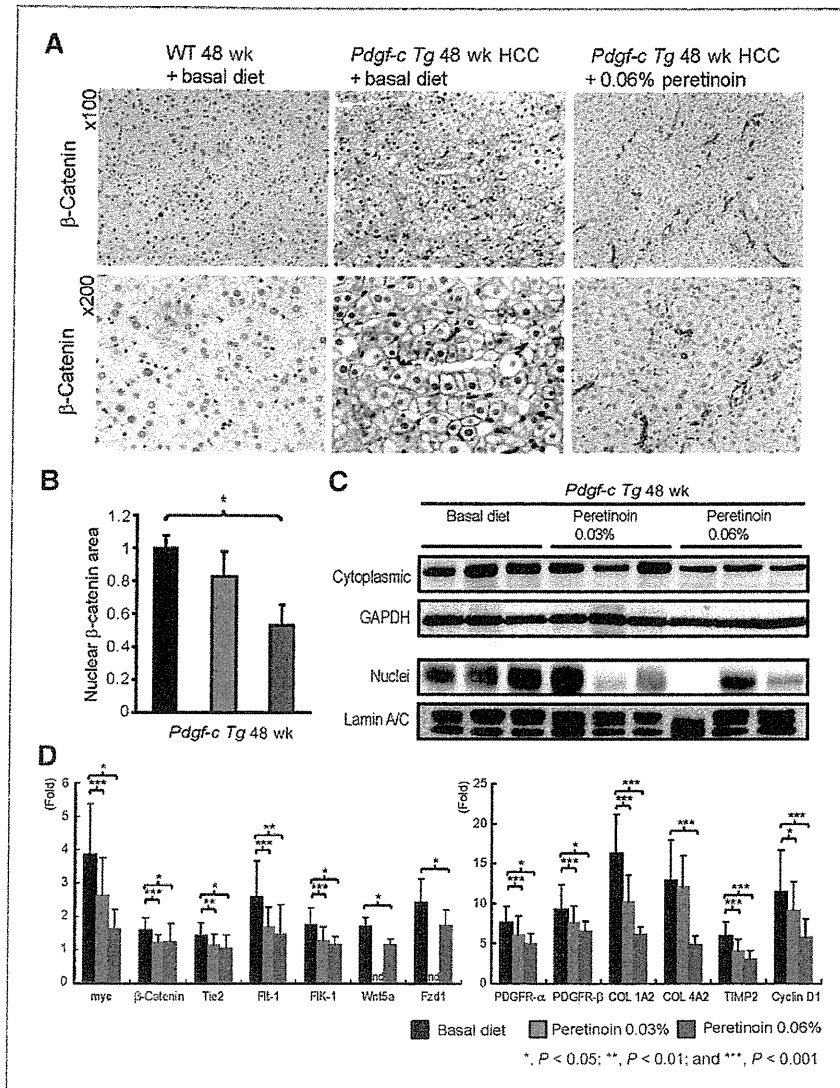 A
WT 48 wk
+ basal diet
Pdgf-c Tg 48 wk HCC
+ basal diet
Pdgf-c Tg 48 wk HCC
+ 0.06% peretinoin
x100
β-Catenin
x200
β-Catenin
B
*
1.2
1
0.8
0.6
0.4
0.2
0
Nuclear β-catenin area
Pdgf-c Tg 48 wk
C
Pdgf-c Tg 48 wk
Basal diet
Peretinoin
0.03%
Peretinoin
0.06%
Cytoplasmic
GAPDH
Nuclei
Lamin A/C
D
(Fold)
6
5
4
3
2
1
0
*
***
*
***
*
**
**
***
*
***
*
*
nd
nd
myc
β-Catenin
Tie2
Flt-1
FlK-1
Wnt5a
Fzd1
(Fold)
25
20
15
10
5
0
*
***
*
***
***
***
***
***
***
***
*
PDGFR-α
PDGFR-β
COL 1A2
COL 4A2
TIMP2
Cyclin D1
Basal diet
Peretinoin 0.03%
Peretinoin 0.06%
*, P < 0.05; **, P < 0.01; and ***, P < 0.001